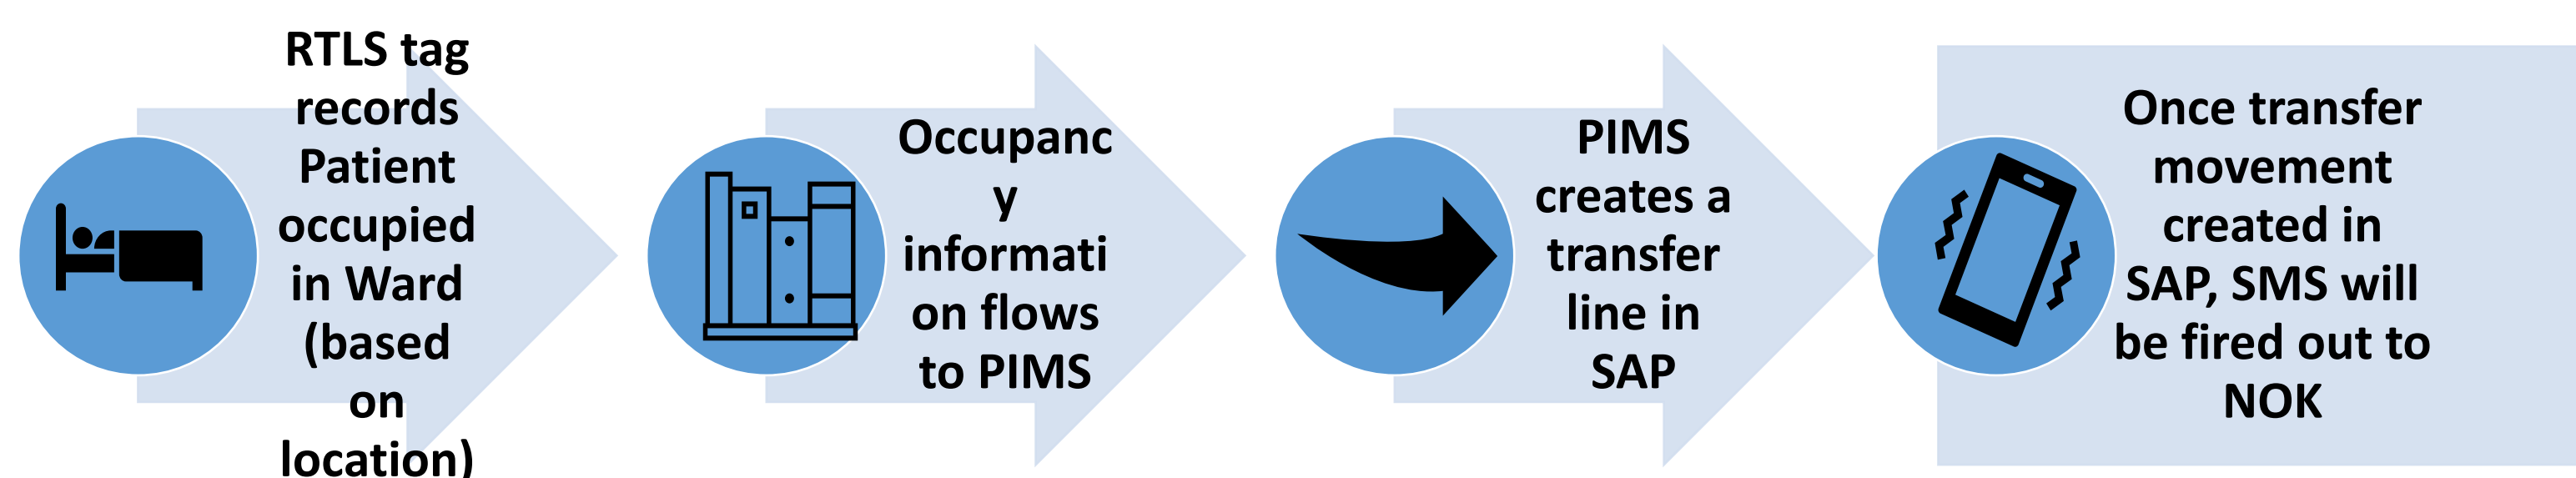 RTLS tag
records
Patient
occupied
in Ward
(based
on
location)
Occupanc
y
informati
on flows
to PIMS
PIMS
creates a
transfer
line in
SAP
Once transfer
movement
created in
SAP, SMS will
be fired out to
NOK